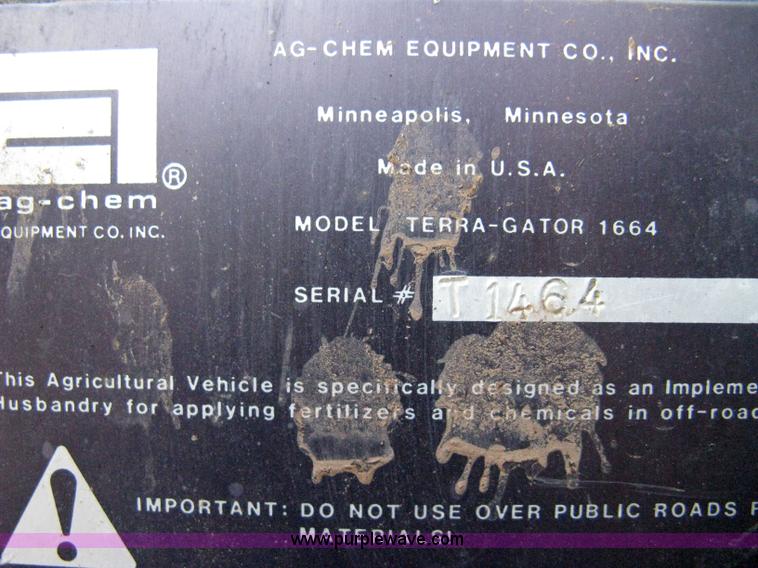 AG-CHEM EQUIPMENT CO., INC.
Minneapolis, Minnesota
Made in U.S.A.
®
ag-chem
EQUIPMENT CO. INC.
MODEL TERRA-GATOR 1664
SERIAL # T1464
This Agricultural Vehicle is specifically designed as an Impleme
Husbandry for applying fertilizers and chemicals in off-road
!
IMPORTANT: DO NOT USE OVER PUBLIC ROADS F
MATERIAL
www.purplewave.com